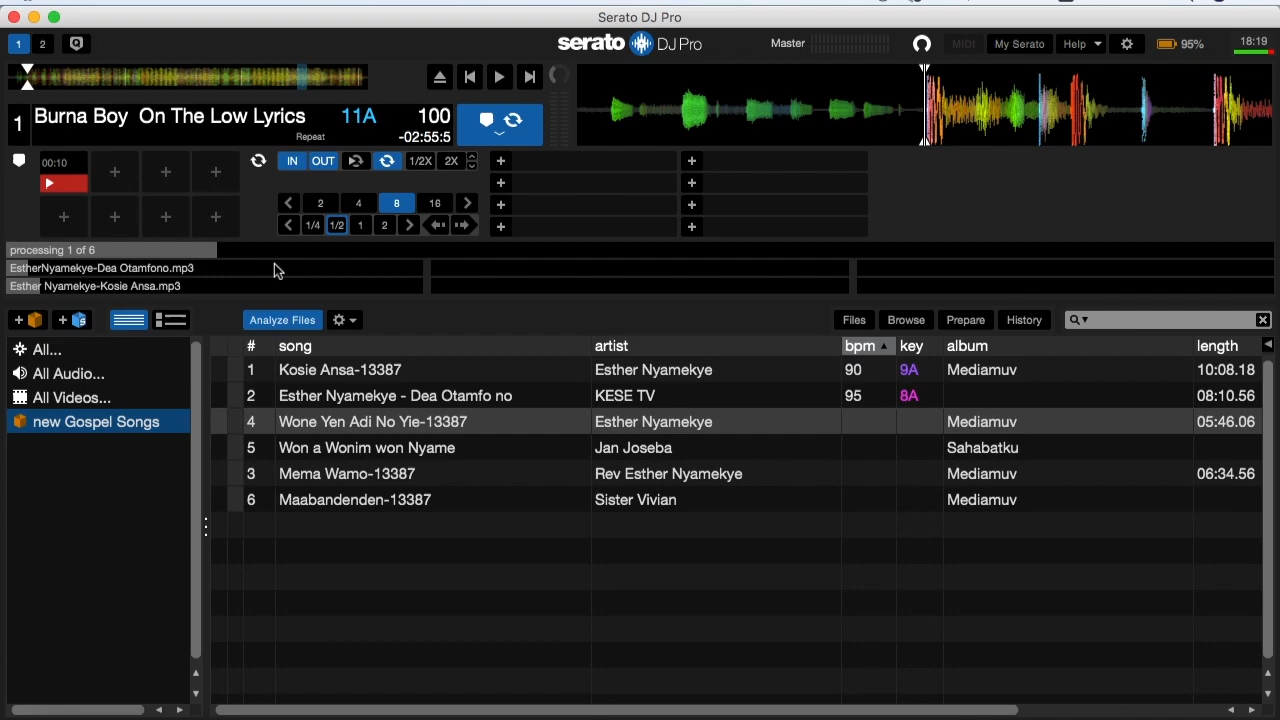 Serato DJ Pro
1 2 serato DJ Pro Master MIDI My Serato Help 95% 18:19
1 Burna Boy On The Low Lyrics 11A 100
Repeat -02:55:5
00:10 IN OUT 1/2X 2X
2 4 8 16
1/4 1/2 1 2
processing 1 of 6
EstherNyamekye-Dea Otamfono.mp3
Esther Nyamekye-Kosie Ansa.mp3
Analyze Files Files Browse Prepare History
# song artist bpm key album length
All...
All Audio...
All Videos...
new Gospel Songs
1 Kosie Ansa-13387 Esther Nyamekye 90 9A Mediamuv 10:08.18
2 Esther Nyamekye - Dea Otamfo no KESE TV 95 8A 08:10.56
4 Wone Yen Adi No Yie-13387 Esther Nyamekye Mediamuv 05:46.06
5 Won a Wonim won Nyame Jan Joseba Sahabatku
3 Mema Wamo-13387 Rev Esther Nyamekye Mediamuv 06:34.56
6 Maabandenden-13387 Sister Vivian Mediamuv